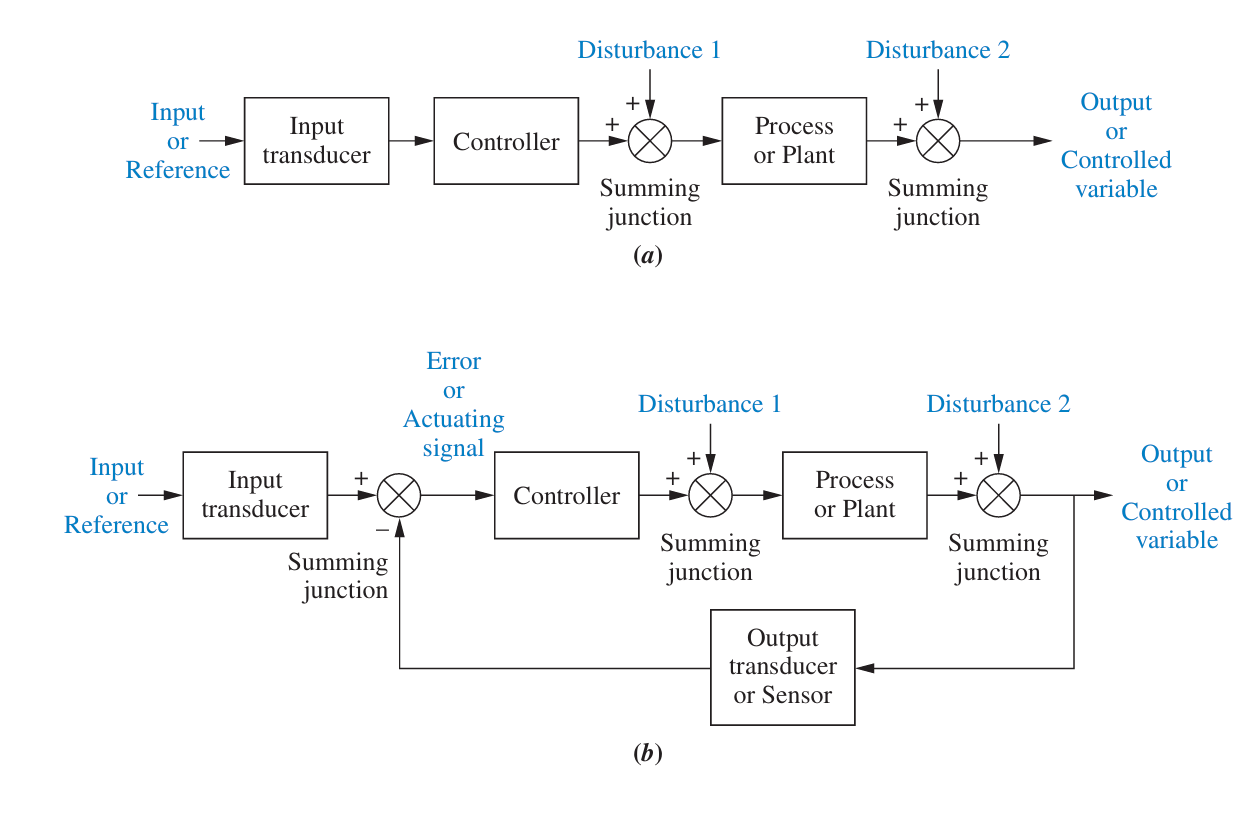 Disturbance 1
Disturbance 2
Input
or
Reference
Input
transducer
Controller
+
+
Summing
junction
Process
or Plant
+
+
Summing
junction
Output
or
Controlled
variable
(a)
Error
or
Actuating
signal
Disturbance 1
Disturbance 2
Input
or
Reference
Input
transducer
+
−
Summing
junction
Controller
+
+
Summing
junction
Process
or Plant
+
+
Summing
junction
Output
or
Controlled
variable
Output
transducer
or Sensor
(b)